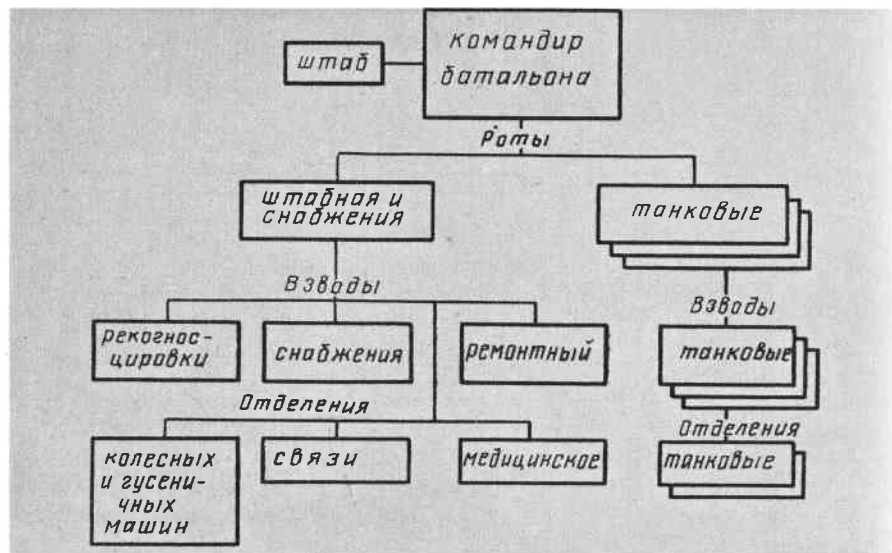 командир
батальона
штаб
Роты
штабная и
снабжения
танковые
Взводы
рекогнос-
цировки
снабжения
ремонтный
Взводы
танковые
Отделения
колесных
и гусени-
чных
машин
связи
медицинское
Отделения
танковые